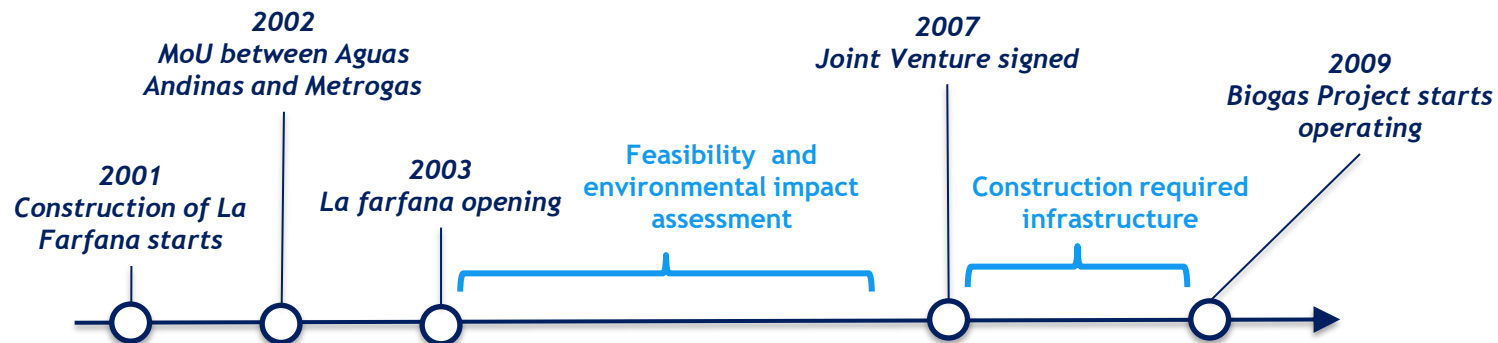 2001
Construction of La
Farfana starts
2002
MoU between Aguas
Andinas and Metrogas
2003
La farfana opening
Feasibility and
environmental impact
assessment
2007
Joint Venture signed
Construction required
infrastructure
2009
Biogas Project starts
operating